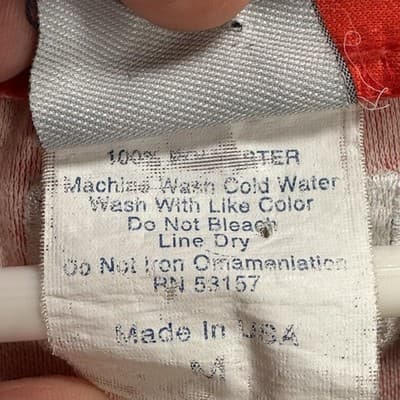 100% POLYESTER
Machine Wash Cold Water
Wash With Like Color
Do Not Bleach
Line Dry
Do Not Iron Ornamentation
RN 53157
Made In USA
M